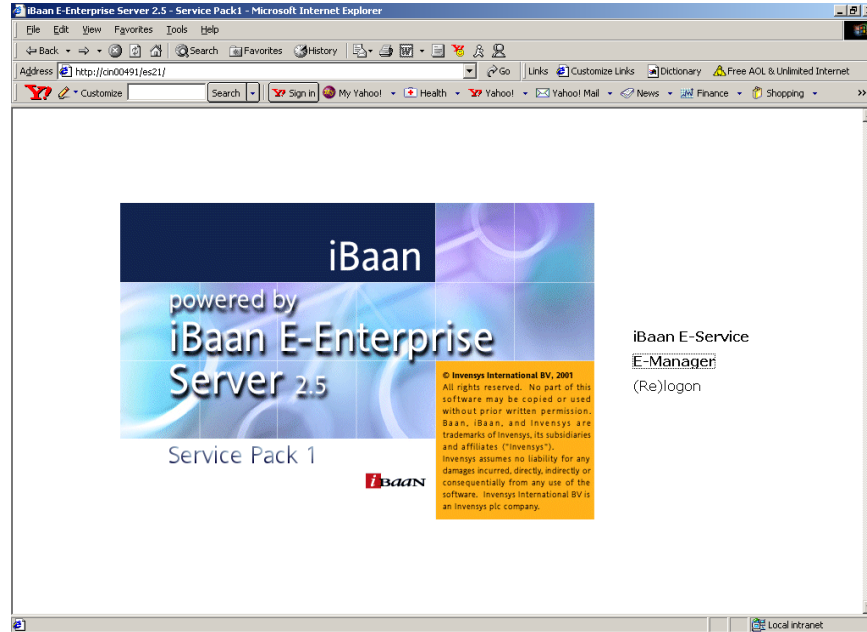 iBaan E-Enterprise Server 2.5 - Service Pack1 - Microsoft Internet Explorer
File Edit View Favorites Tools Help
Back Search Favorites History
Address http://cin00491/es21/ Go Links Customize Links Dictionary Free AOL & Unlimited Internet
Y! Customize Search Sign in My Yahoo! Health Yahoo! Yahoo! Mail News Finance Shopping »
iBaan
powered by
iBaan E-Enterprise
Server 2.5
Service Pack 1
iBaan
© Invensys International BV, 2001
All rights reserved. No part of this
software may be copied or used
without prior written permission.
Baan, iBaan, and Invensys are
trademarks of Invensys, its subsidiaries
and affiliates ("Invensys").
Invensys assumes no liability for any
damages incurred, directly, indirectly or
consequentially from any use of the
software. Invensys International BV is
an Invensys plc company.
iBaan E-Service
E-Manager
(Re)logon
Local intranet